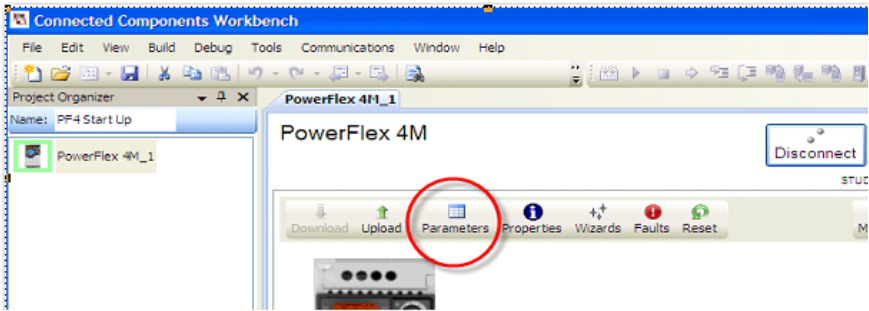 Connected Components Workbench
File Edit View Build Debug Tools Communications Window Help
Project Organizer
PowerFlex 4M_1
Name: PF4 Start Up
PowerFlex 4M
PowerFlex 4M_1
Disconnect
Download Upload Parameters Properties Wizards Faults Reset